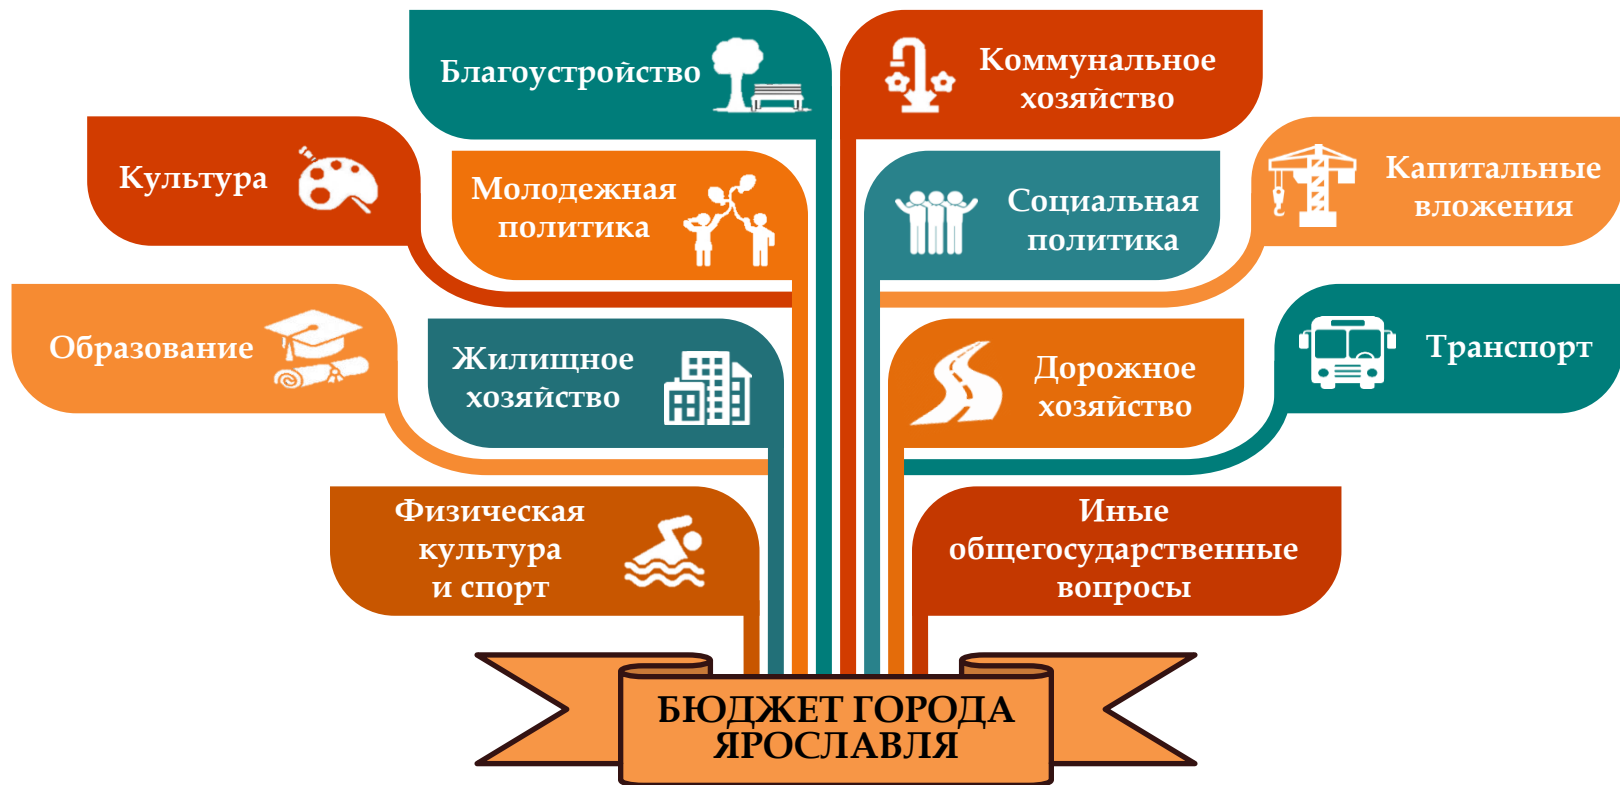 Благоустройство
Коммунальное
хозяйство
Культура
Молодежная
политика
Социальная
политика
Капитальные
вложения
Образование
Жилищное
хозяйство
Дорожное
хозяйство
Транспорт
Физическая
культура
и спорт
Иные
общегосударственные
вопросы
БЮДЖЕТ ГОРОДА
ЯРОСЛАВЛЯ